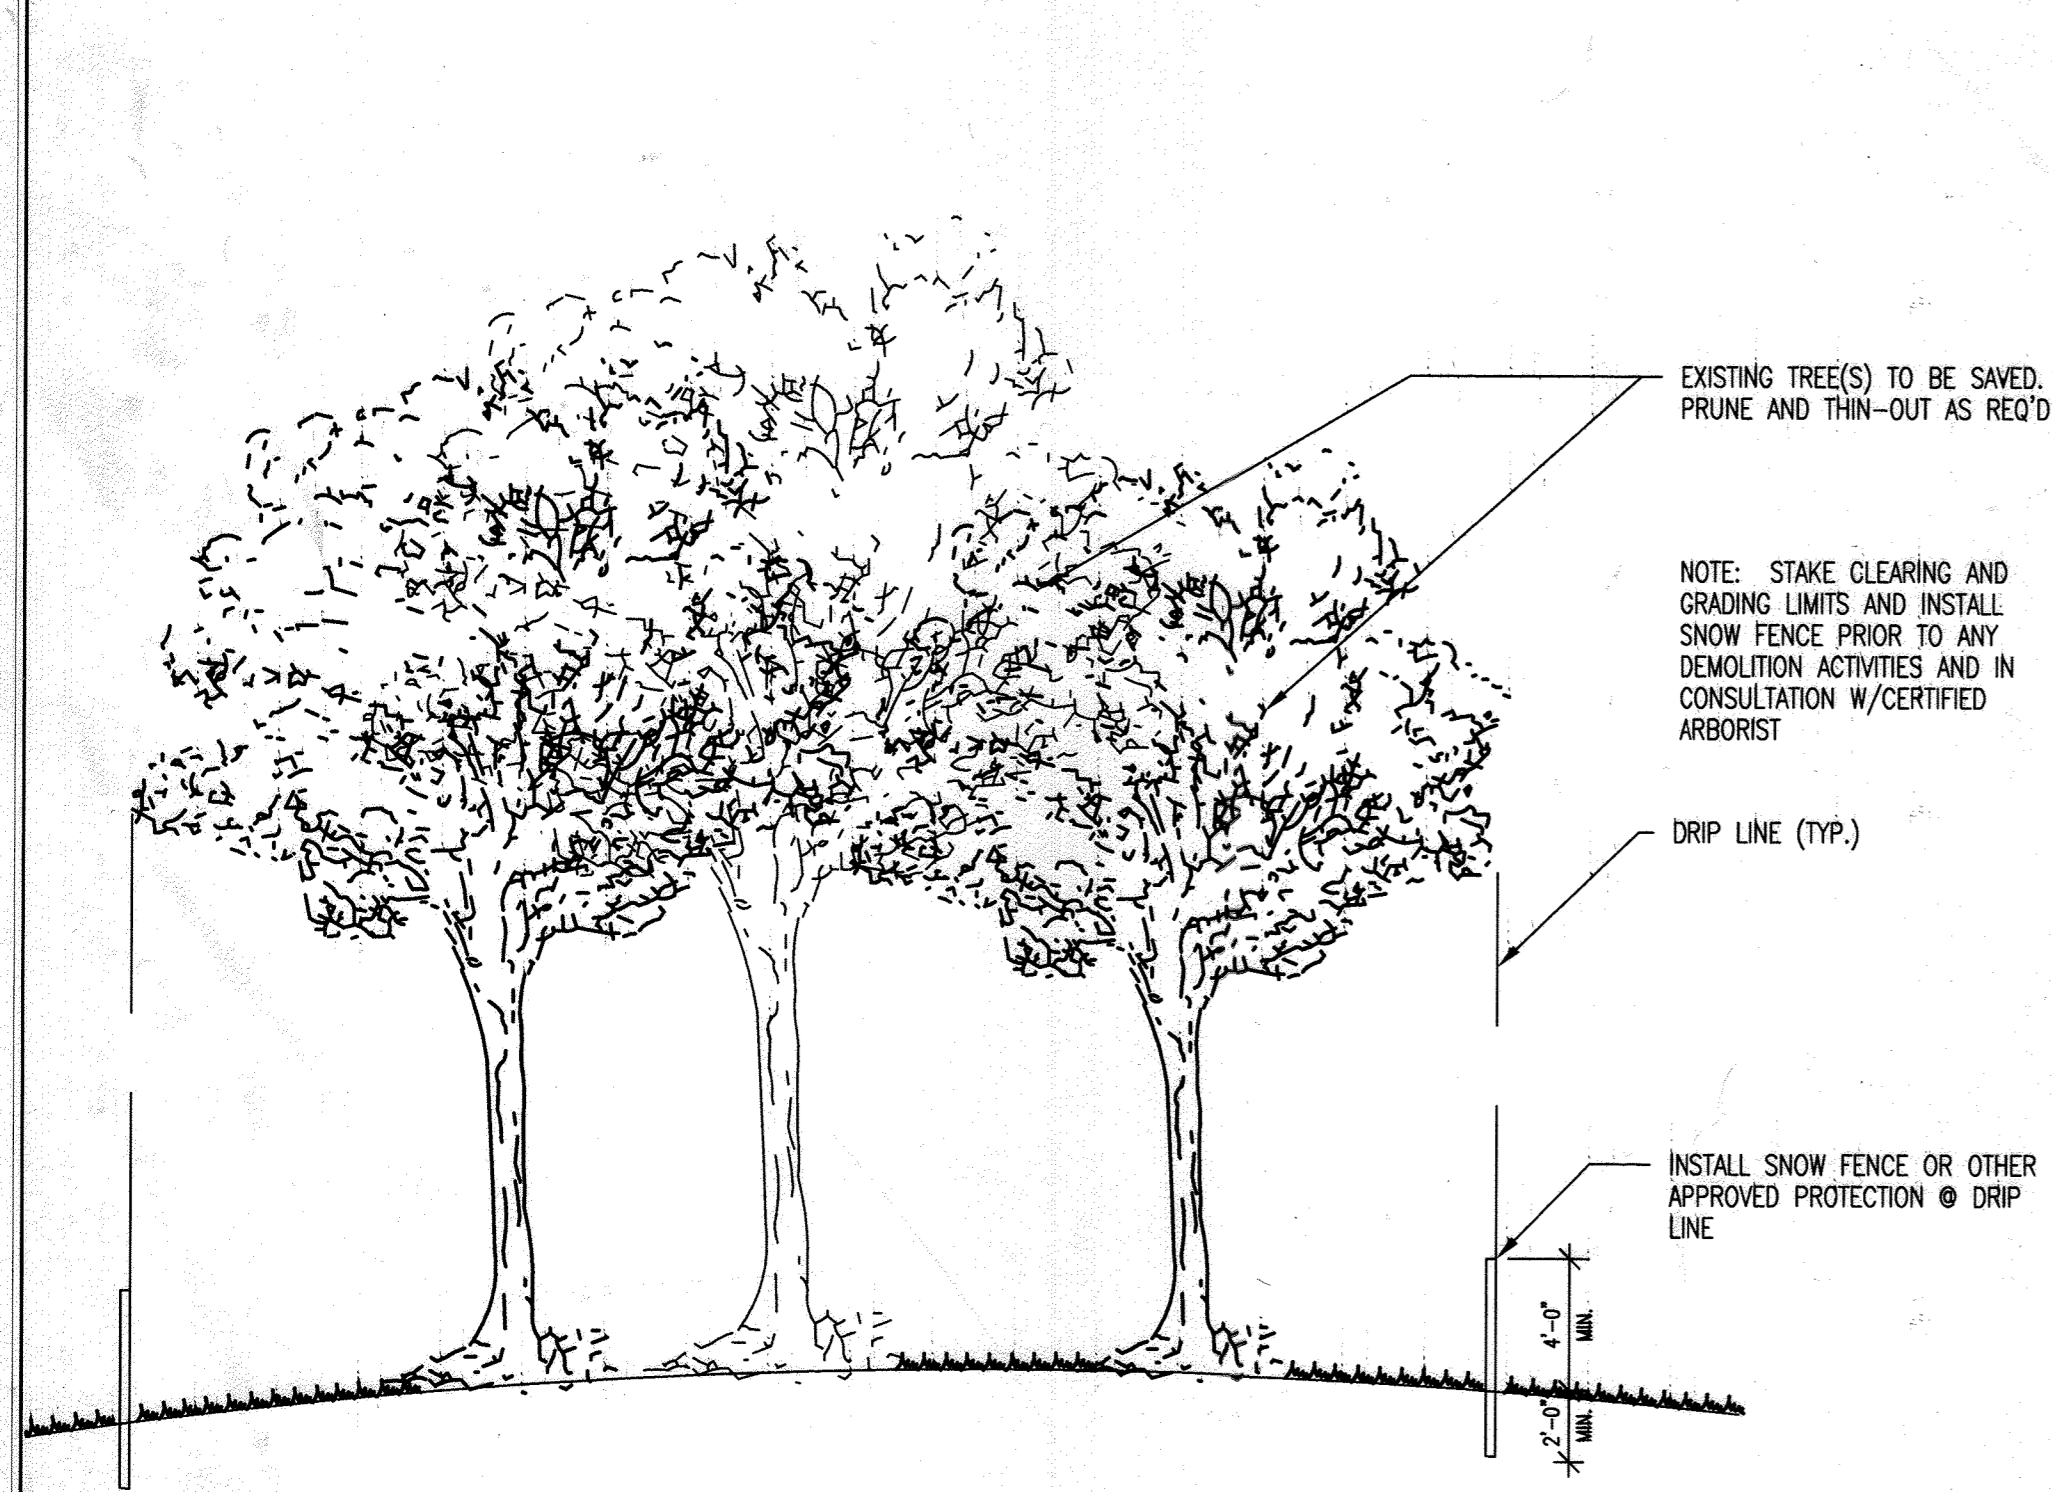 EXISTING TREE(S) TO BE SAVED.
PRUNE AND THIN-OUT AS REQ'D
NOTE: STAKE CLEARING AND
GRADING LIMITS AND INSTALL
SNOW FENCE PRIOR TO ANY
DEMOLITION ACTIVITIES AND IN
CONSULTATION W/CERTIFIED
ARBORIST
DRIP LINE (TYP.)
INSTALL SNOW FENCE OR OTHER
APPROVED PROTECTION @ DRIP
LINE
4'-0"
MIN.
2'-0"
MIN.